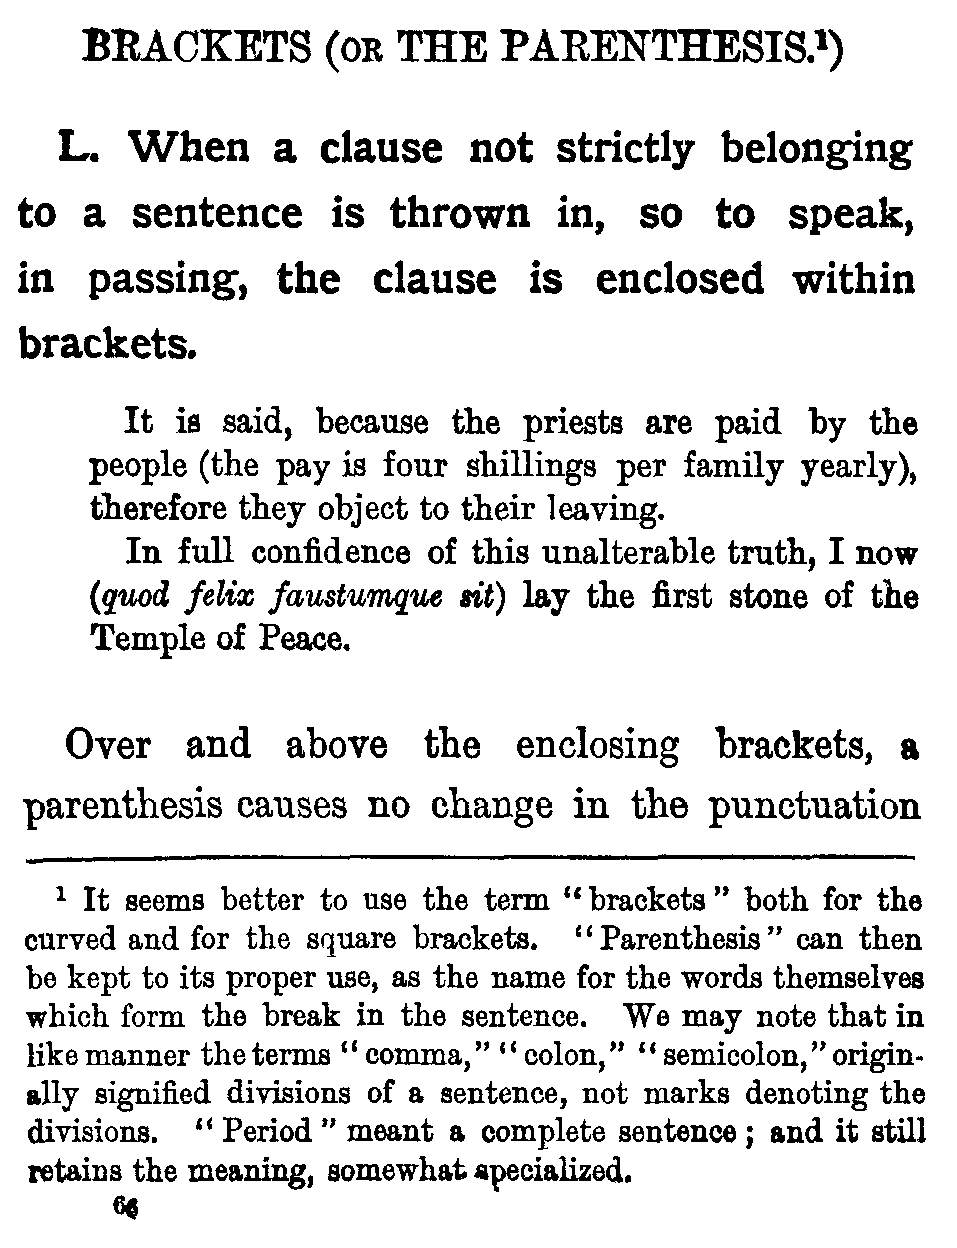 BRACKETS (OR THE PARENTHESIS.¹)
L. When a clause not strictly belonging
to a sentence is thrown in, so to speak,
in passing, the clause is enclosed within
brackets.
It is said, because the priests are paid by the
people (the pay is four shillings per family yearly),
therefore they object to their leaving.
In full confidence of this unalterable truth, I now
(quod felix faustumque sit) lay the first stone of the
Temple of Peace.
Over and above the enclosing brackets, a
parenthesis causes no change in the punctuation
¹ It seems better to use the term “brackets” both for the
curved and for the square brackets. “Parenthesis” can then
be kept to its proper use, as the name for the words themselves
which form the break in the sentence. We may note that in
like manner the terms “comma,” “colon,” “semicolon,” origin-
ally signified divisions of a sentence, not marks denoting the
divisions. “Period” meant a complete sentence; and it still
retains the meaning, somewhat specialized.
66